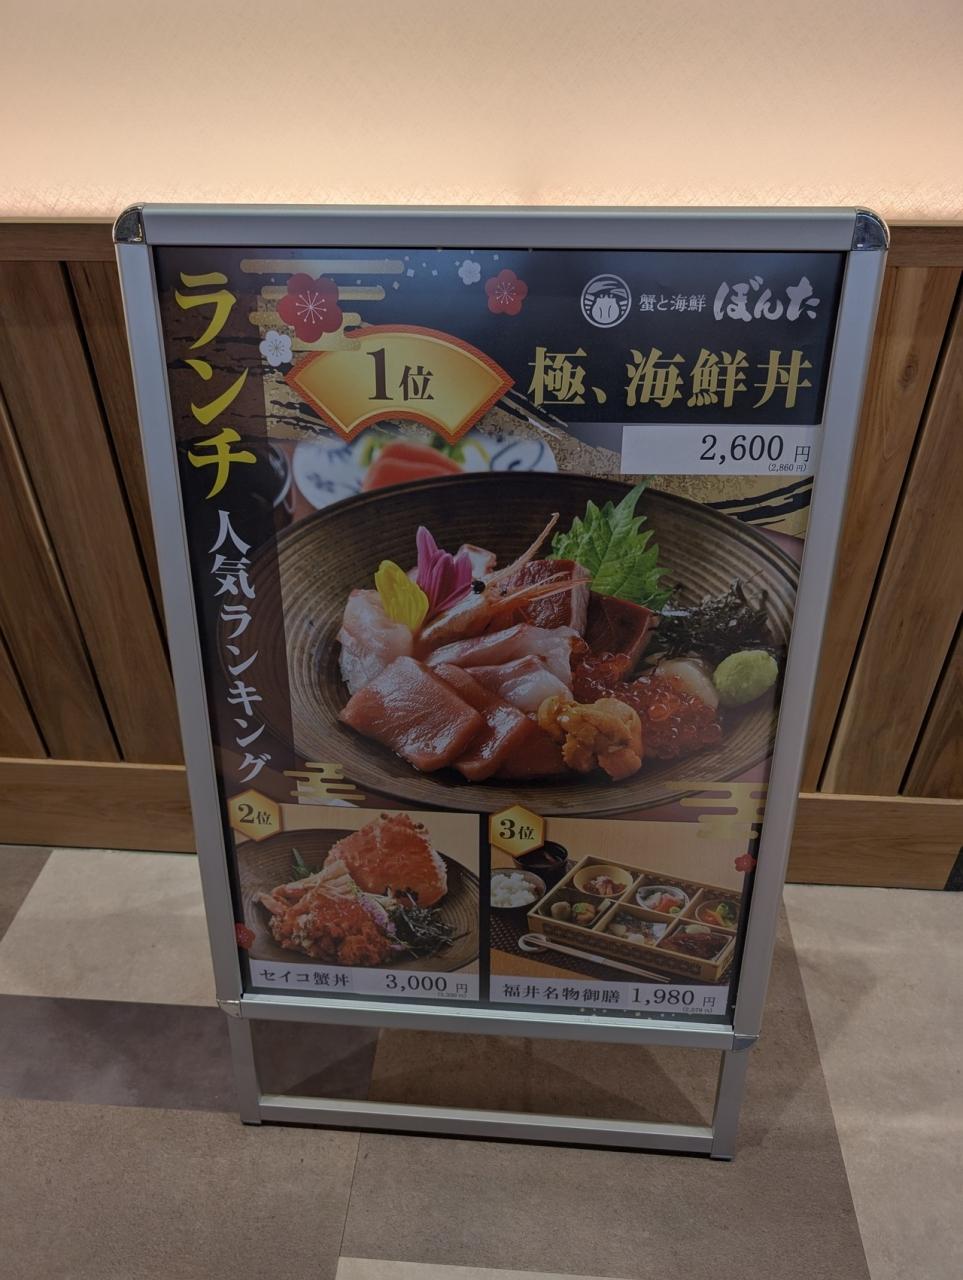 ランチ
人気ランキング
蟹と海鮮 ぼんた
1位
極、海鮮丼
2,600円
(2,860円)
2位
セイコ蟹丼 3,000円
3位
福井名物御膳 1,980円